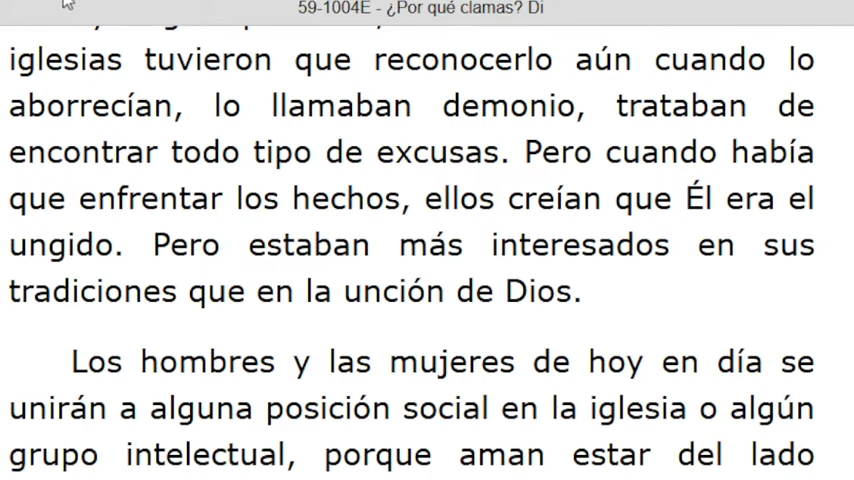 59-1004E - ¿Por qué clamas? Di
iglesias tuvieron que reconocerlo aún cuando lo
aborrecían, lo llamaban demonio, trataban de
encontrar todo tipo de excusas. Pero cuando había
que enfrentar los hechos, ellos creían que Él era el
ungido. Pero estaban más interesados en sus
tradiciones que en la unción de Dios.
Los hombres y las mujeres de hoy en día se
unirán a alguna posición social en la iglesia o algún
grupo intelectual, porque aman estar del lado